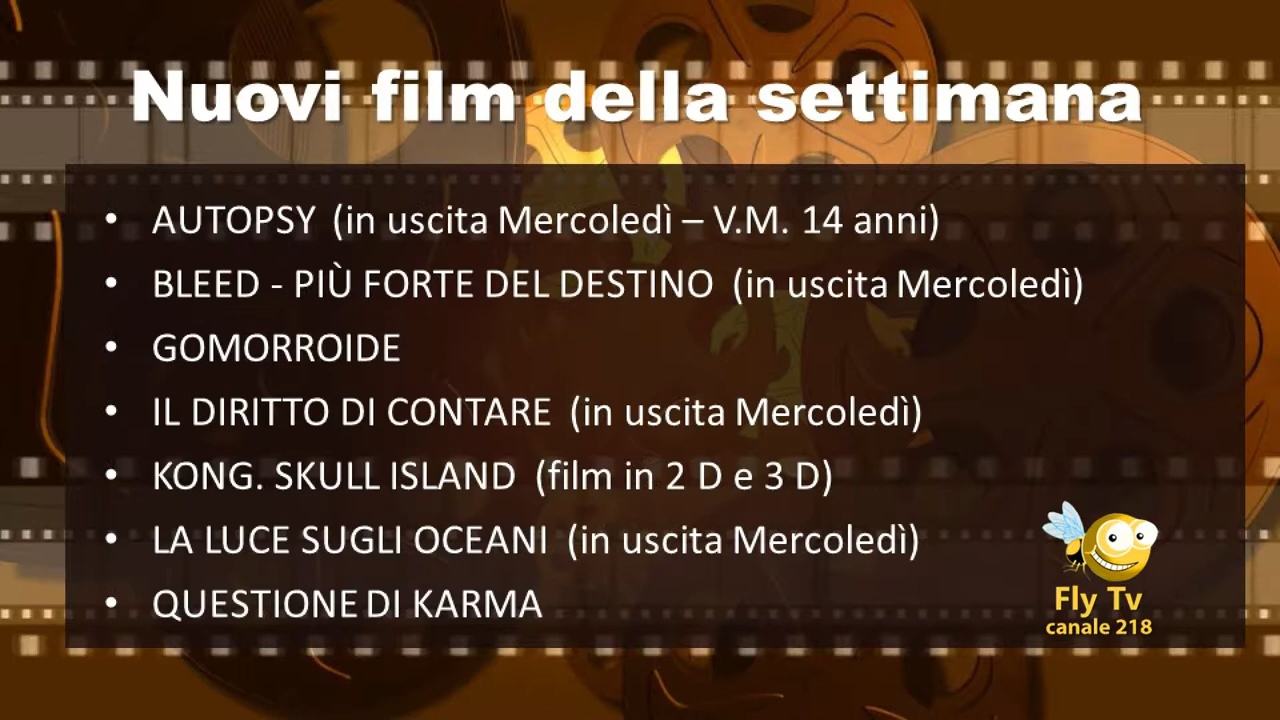 Nuovi film della settimana
• AUTOPSY (in uscita Mercoledì – V.M. 14 anni)
• BLEED - PIÙ FORTE DEL DESTINO (in uscita Mercoledì)
• GOMORROIDE
• IL DIRITTO DI CONTARE (in uscita Mercoledì)
• KONG. SKULL ISLAND (film in 2 D e 3 D)
• LA LUCE SUGLI OCEANI (in uscita Mercoledì)
• QUESTIONE DI KARMA
Fly Tv
canale 218